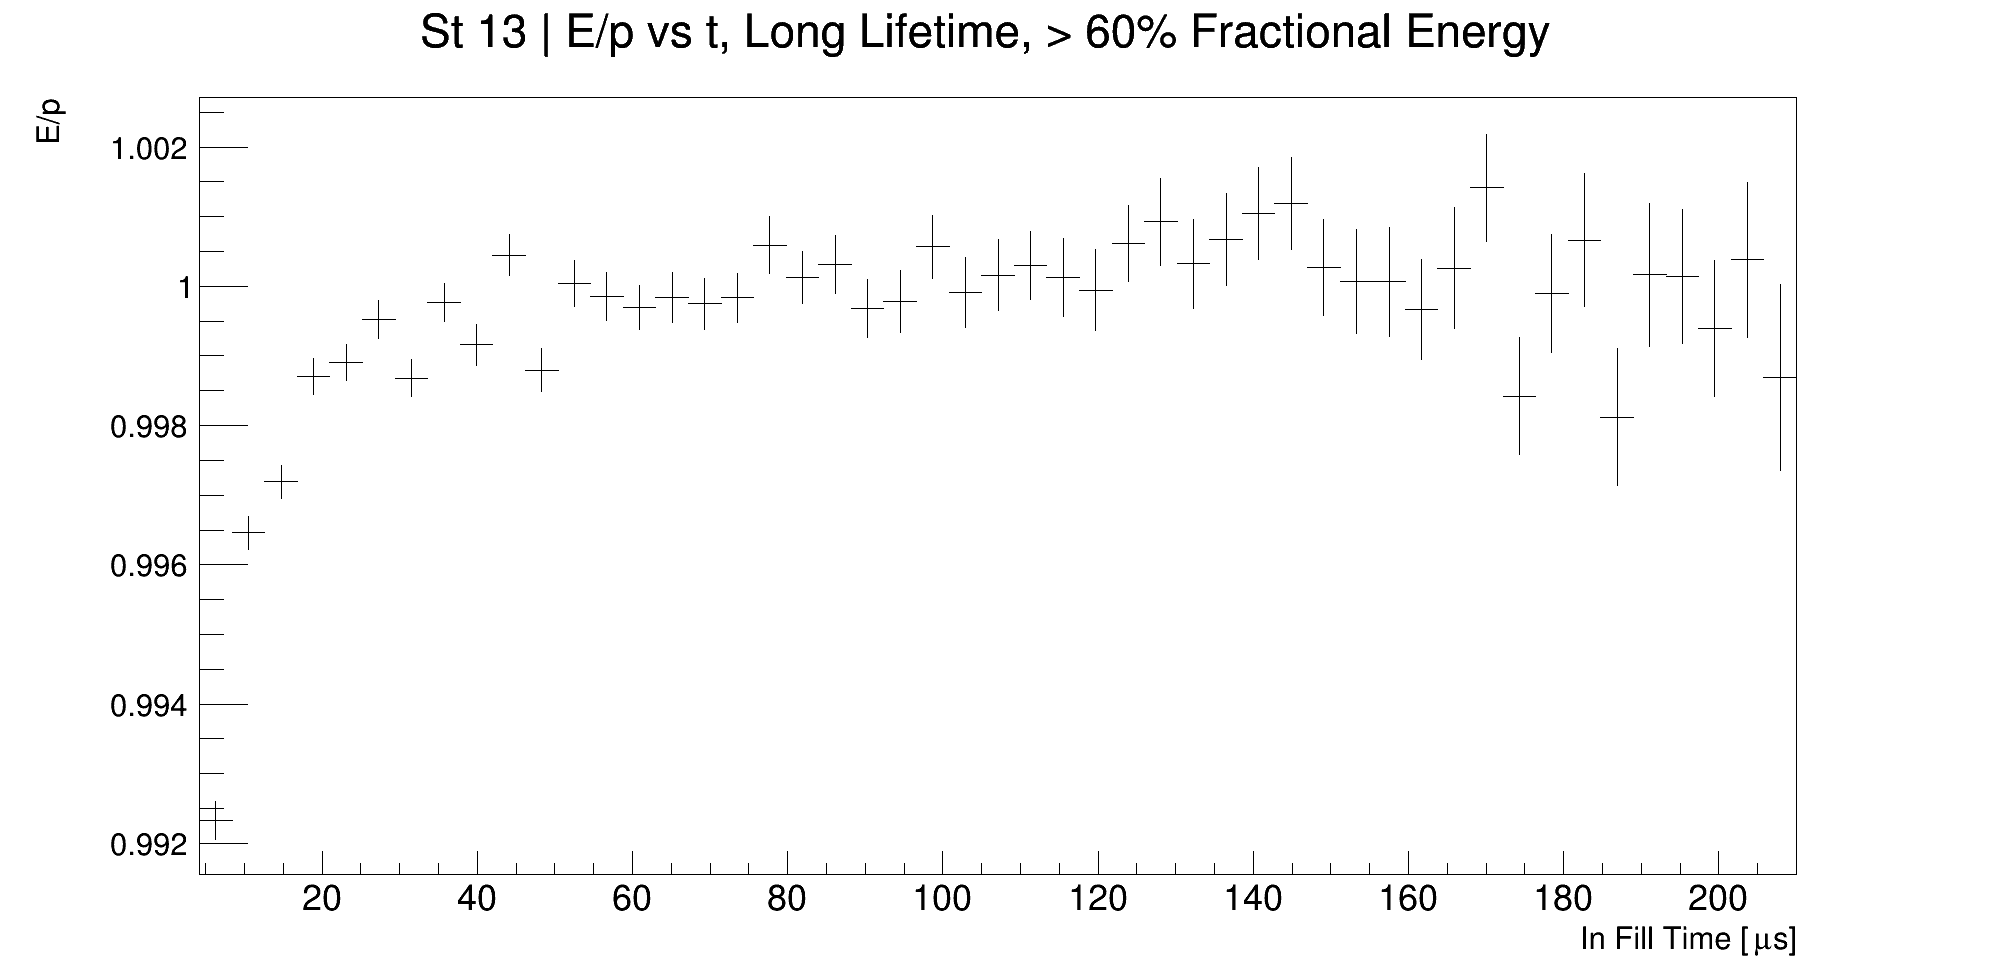 St 13 | E/p vs t, Long Lifetime, > 60% Fractional Energy
E/p
1.002
1
0.998
0.996
0.994
0.992
20 40 60 80 100 120 140 160 180 200
In Fill Time [μs]